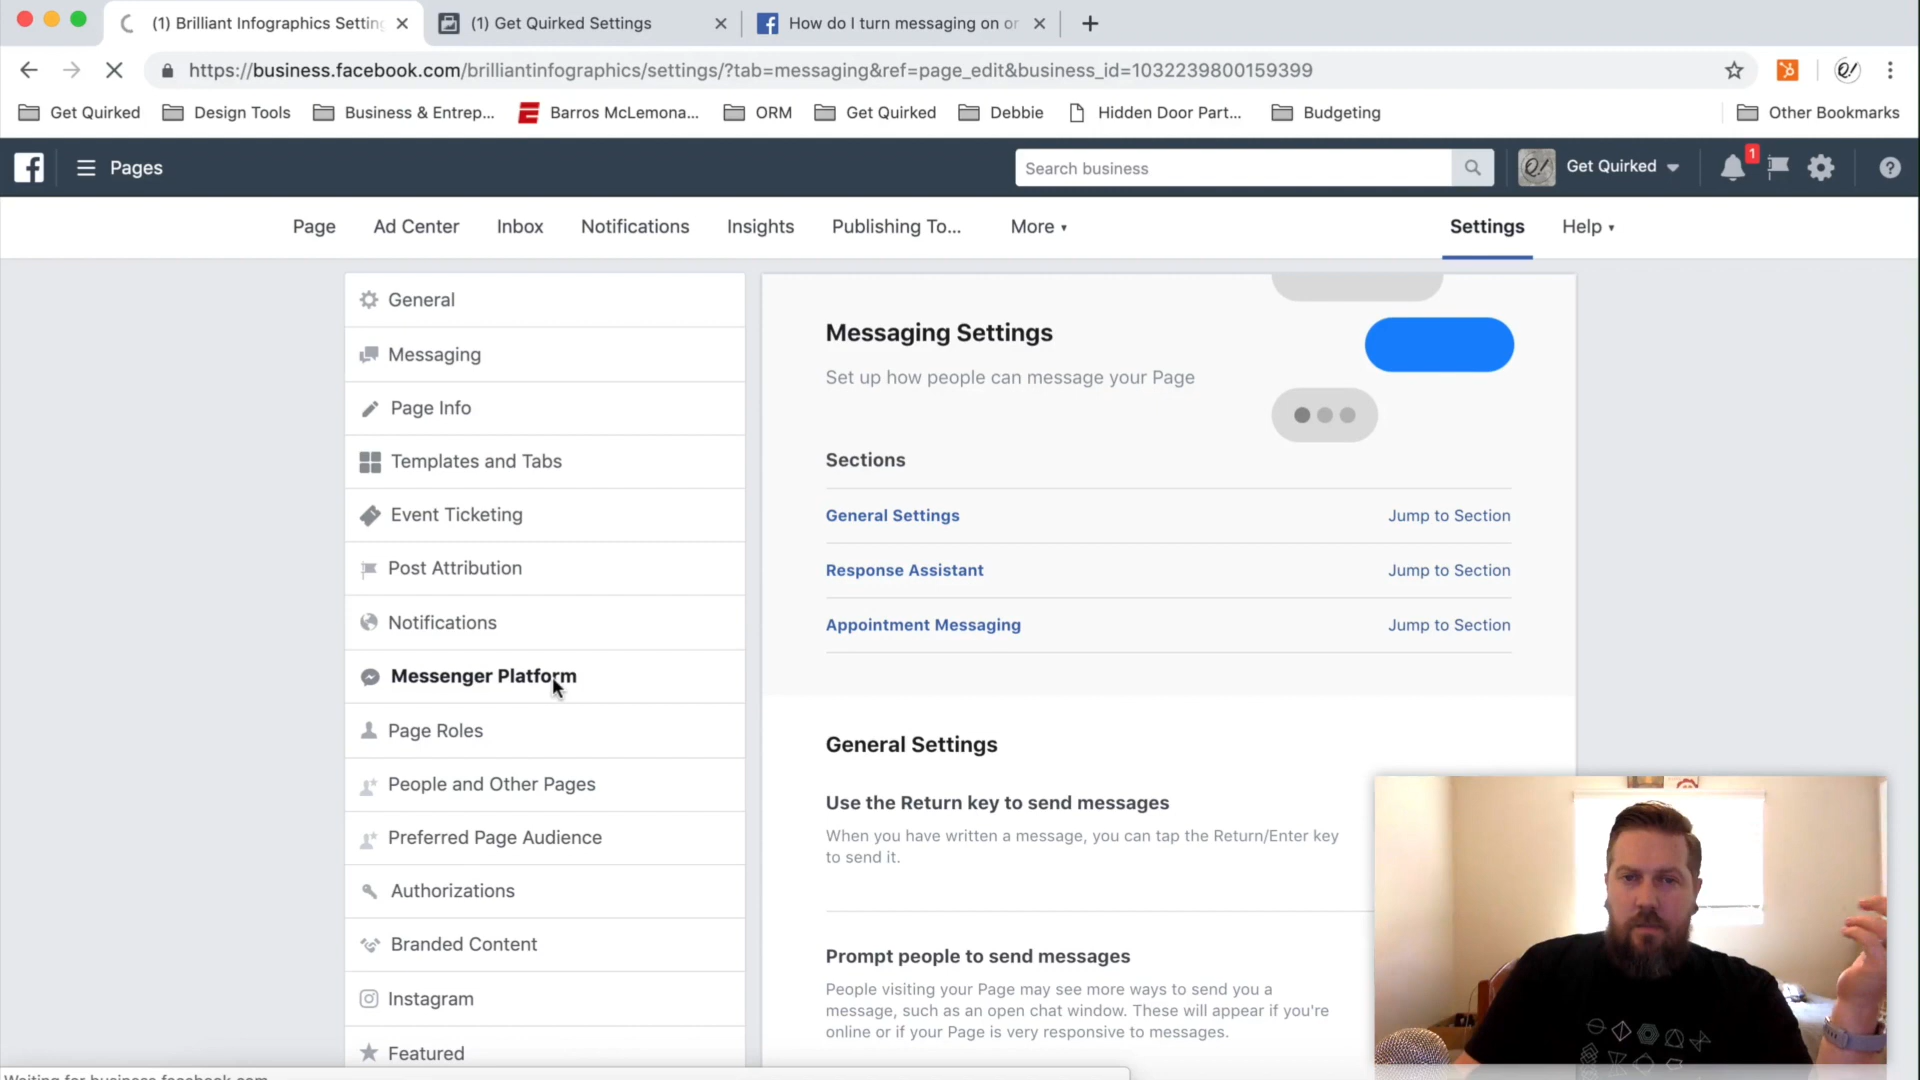 (1) Brilliant Infographics Setting
(1) Get Quirked Settings
How do I turn messaging on or
https://business.facebook.com/brilliantinfographics/settings/?tab=messaging&ref=page_edit&business_id=1032239800159399
Get Quirked
Design Tools
Business & Entrep...
Barros McLemona...
ORM
Get Quirked
Debbie
Hidden Door Part...
Budgeting
Other Bookmarks
Pages
Search business
Get Quirked
1
Page
Ad Center
Inbox
Notifications
Insights
Publishing To...
More
Settings
Help
General
Messaging
Page Info
Templates and Tabs
Event Ticketing
Post Attribution
Notifications
Messenger Platform
Page Roles
People and Other Pages
Preferred Page Audience
Authorizations
Branded Content
Instagram
Featured
Messaging Settings
Set up how people can message your Page
Sections
General Settings Jump to Section
Response Assistant Jump to Section
Appointment Messaging Jump to Section
General Settings
Use the Return key to send messages
When you have written a message, you can tap the Return/Enter key
to send it.
Prompt people to send messages
People visiting your Page may see more ways to send you a
message, such as an open chat window. These will appear if you're
online or if your Page is very responsive to messages.
Waiting for business.facebook.com